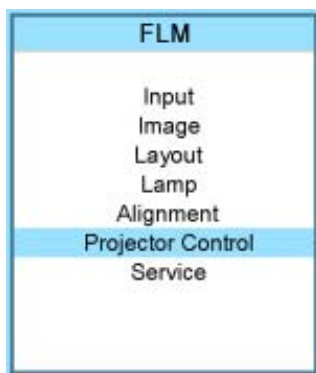 FLM
Input
Image
Layout
Lamp
Alignment
Projector Control
Service